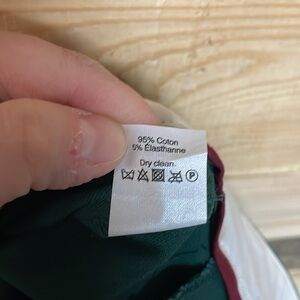 95% Coton
5% Élasthanne
Dry clean
P